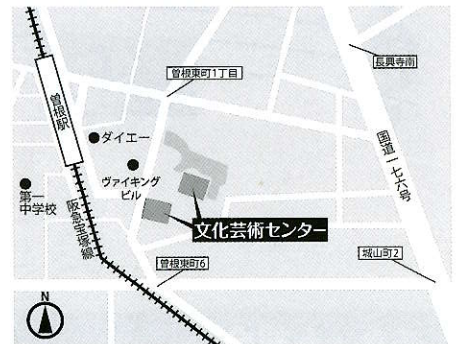 長興寺南
曽根東町1丁目
曽根駅
ダイエー
国道一七六号
ヴァイキング
ビル
第一
中学校
阪急宝塚線
文化芸術センター
城山町2
曽根東町6
N